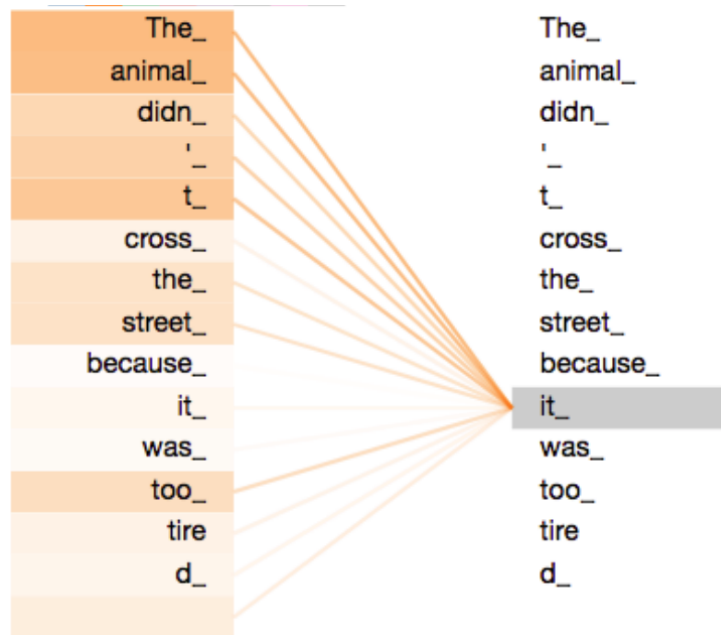 The_ The_
animal_ animal_
didn_ didn_
'_ '_
t_ t_
cross_ cross_
the_ the_
street_ street_
because_ because_
it_ it_
was_ was_
too_ too_
tire tire
d_ d_